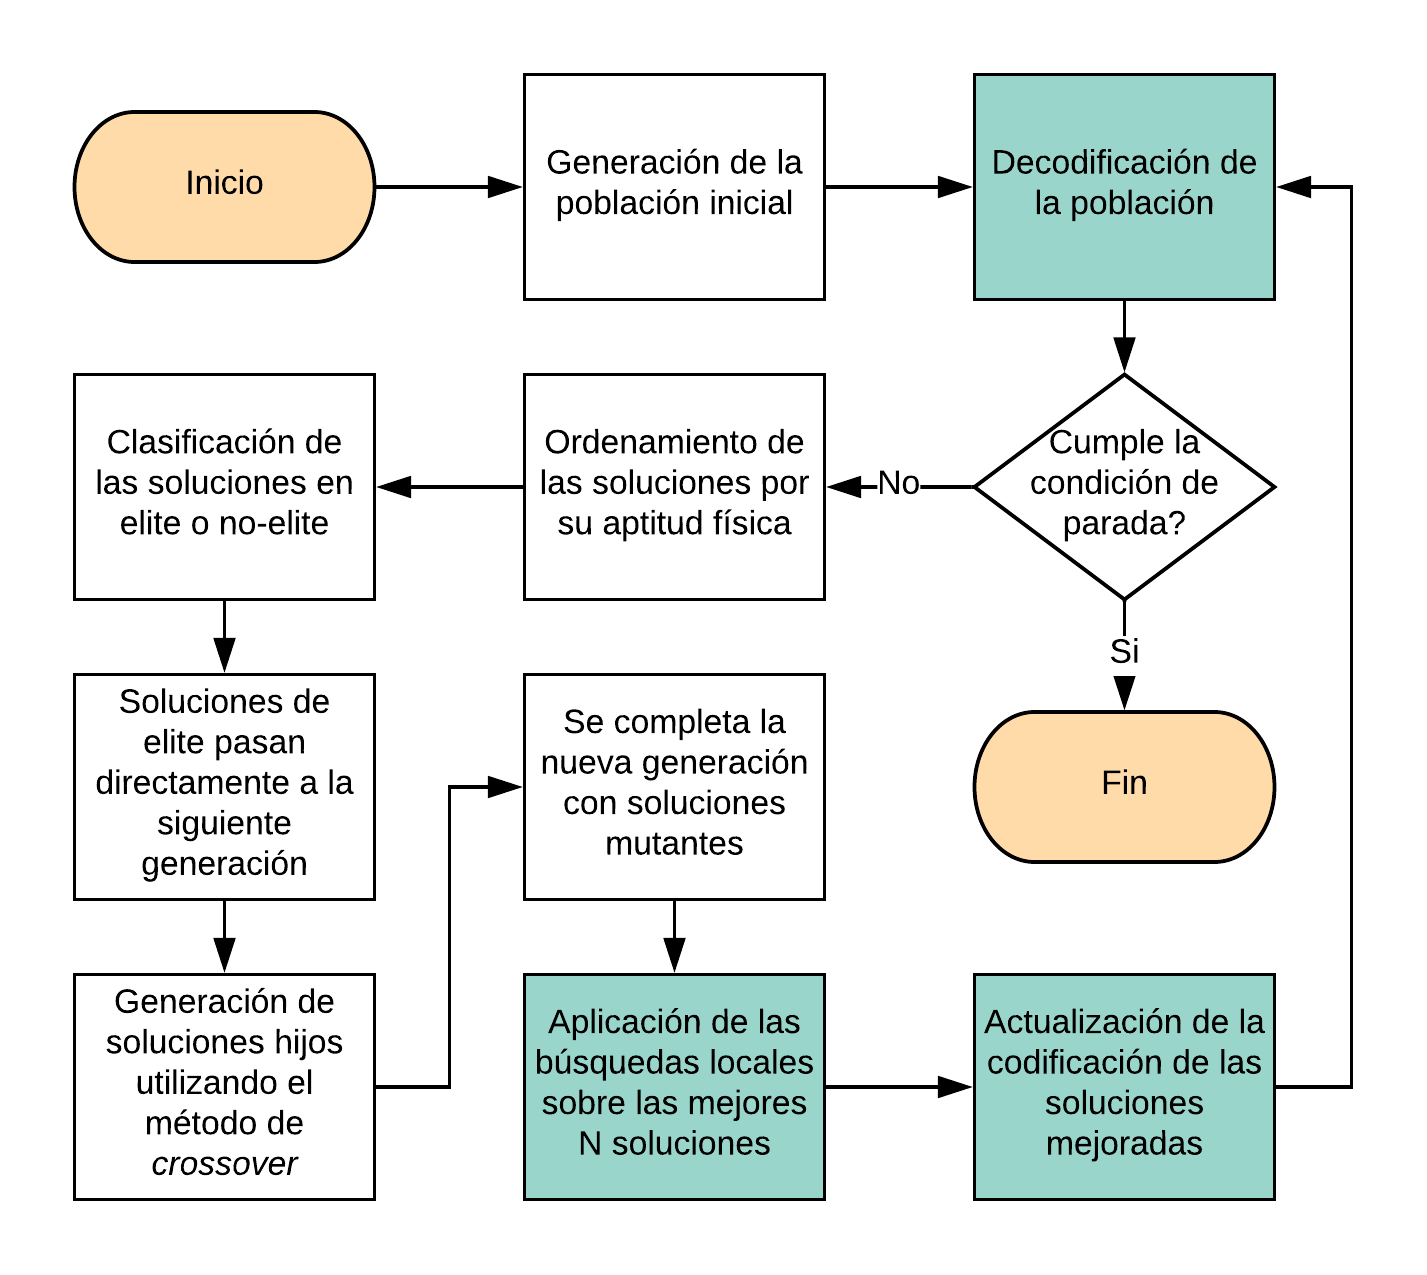 Inicio
Generación de la
población inicial
Decodificación de
la población
Clasificación de
las soluciones en
elite o no-elite
Ordenamiento de
las soluciones por
su aptitud física
No
Cumple la
condición de
parada?
Si
Soluciones de
elite pasan
directamente a la
siguiente
generación
Se completa la
nueva generación
con soluciones
mutantes
Fin
Generación de
soluciones hijos
utilizando el
método de
crossover
Aplicación de las
búsquedas locales
sobre las mejores
N soluciones
Actualización de la
codificación de las
soluciones
mejoradas